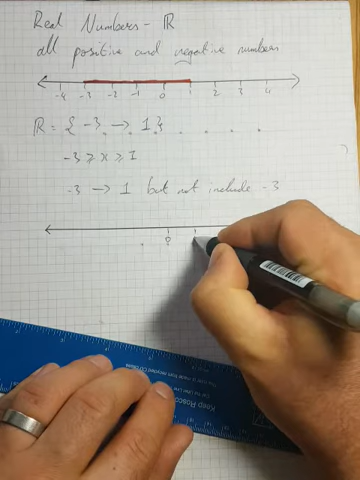 Real Numbers - ℝ
all positive and negative numbers
-4 -3 -2 -1 0 1 2 3 4
ℝ = { -3 → 1 }
-3 ≥ x ≥ 1
-3 → 1 but not include -3
0